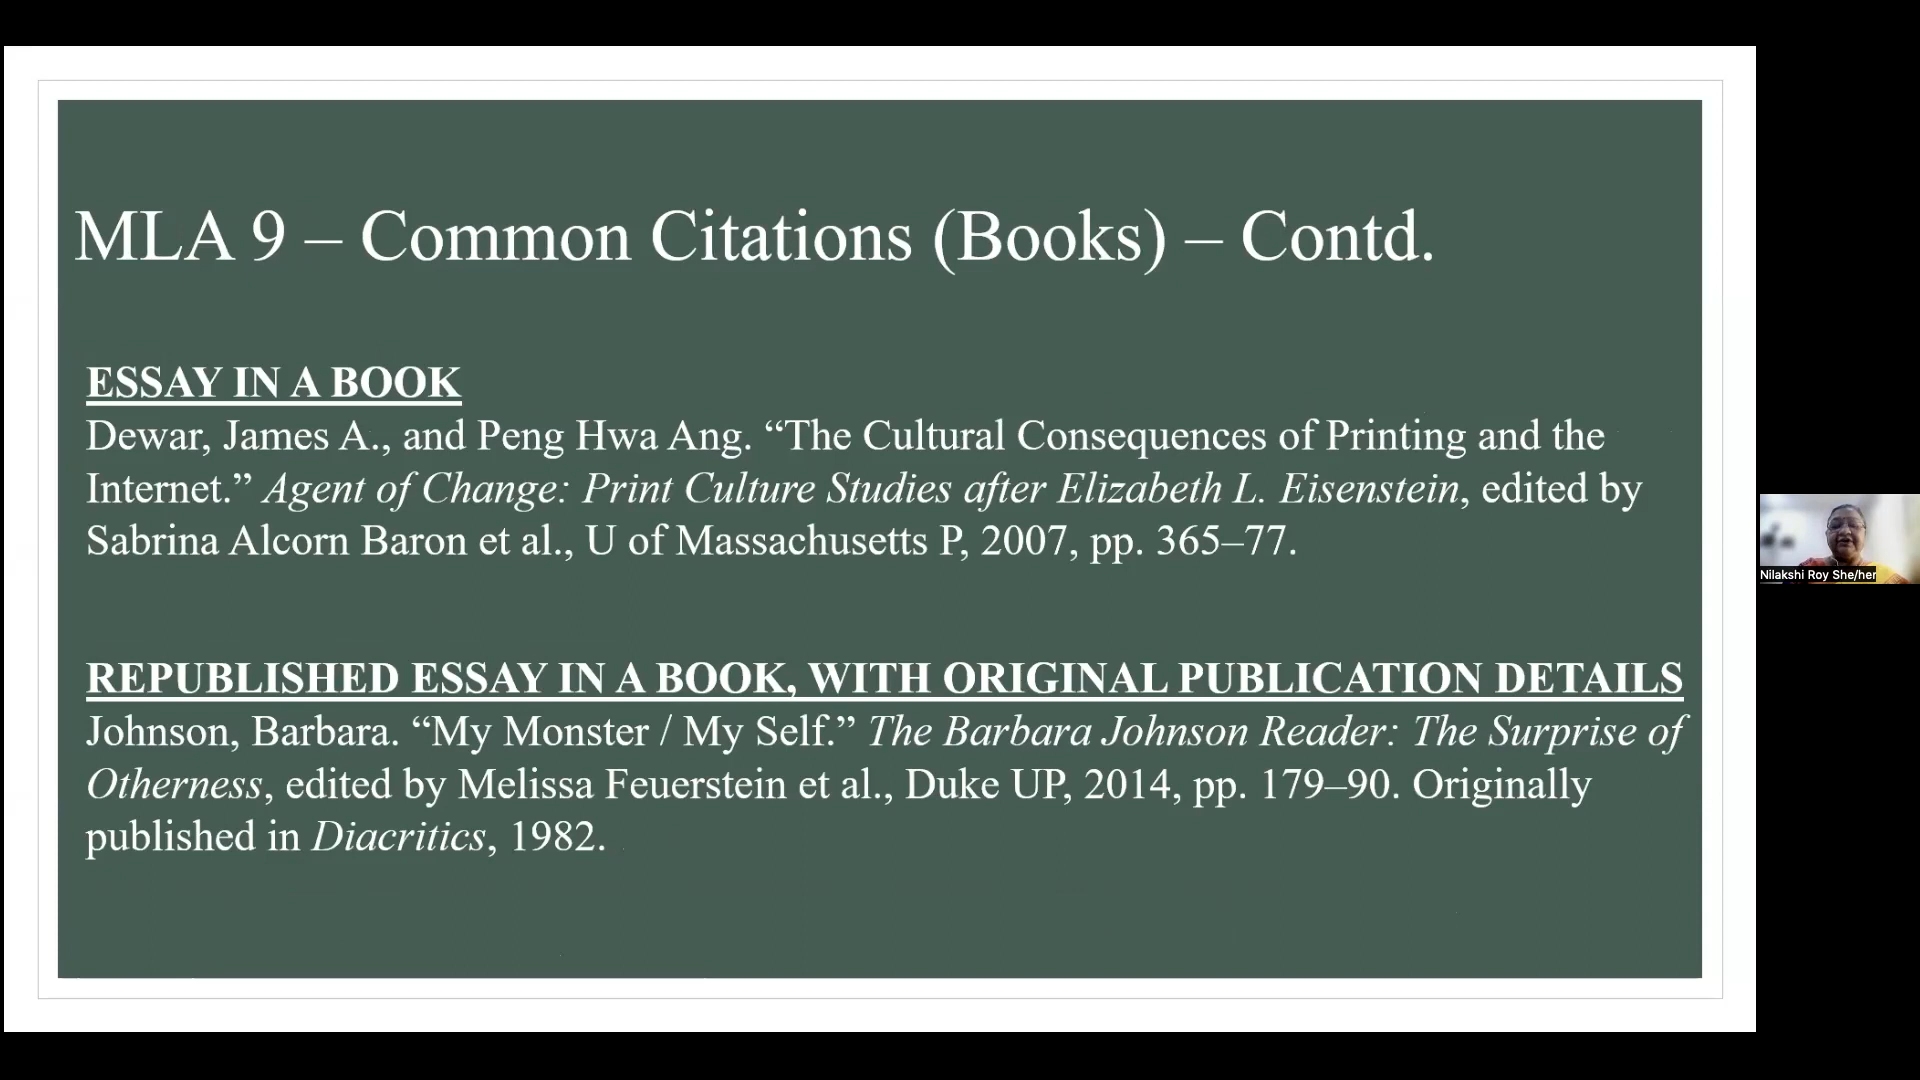 MLA 9 – Common Citations (Books) – Contd.
ESSAY IN A BOOK
Dewar, James A., and Peng Hwa Ang. “The Cultural Consequences of Printing and the
Internet.” Agent of Change: Print Culture Studies after Elizabeth L. Eisenstein, edited by
Sabrina Alcorn Baron et al., U of Massachusetts P, 2007, pp. 365–77.
REPUBLISHED ESSAY IN A BOOK, WITH ORIGINAL PUBLICATION DETAILS
Johnson, Barbara. “My Monster / My Self.” The Barbara Johnson Reader: The Surprise of
Otherness, edited by Melissa Feuerstein et al., Duke UP, 2014, pp. 179–90. Originally
published in Diacritics, 1982.
Nilakshi Roy She/her